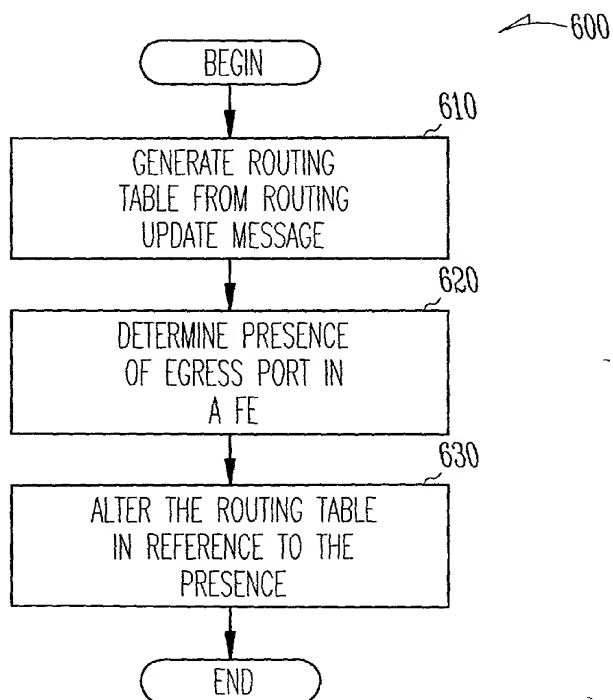 600
BEGIN
610
GENERATE ROUTING
TABLE FROM ROUTING
UPDATE MESSAGE
620
DETERMINE PRESENCE
OF EGRESS PORT IN
A FE
630
ALTER THE ROUTING TABLE
IN REFERENCE TO THE
PRESENCE
END